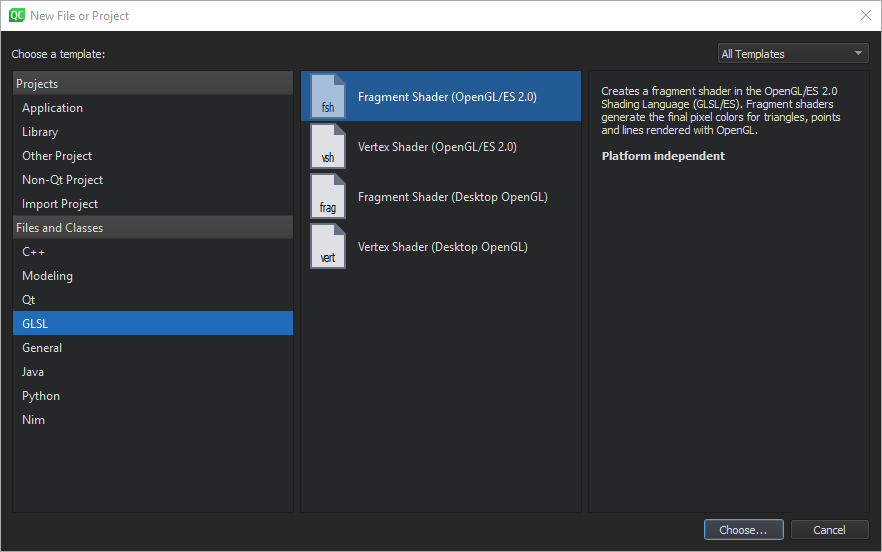 QC New File or Project
Choose a template:
All Templates
Projects
Application
Library
Other Project
Non-Qt Project
Import Project
Files and Classes
C++
Modeling
Qt
GLSL
General
Java
Python
Nim
fsh Fragment Shader (OpenGL/ES 2.0)
vsh Vertex Shader (OpenGL/ES 2.0)
frag Fragment Shader (Desktop OpenGL)
vert Vertex Shader (Desktop OpenGL)
Creates a fragment shader in the OpenGL/ES 2.0
Shading Language (GLSL/ES). Fragment shaders
generate the final pixel colors for triangles, points
and lines rendered with OpenGL.
Platform independent
Choose...
Cancel